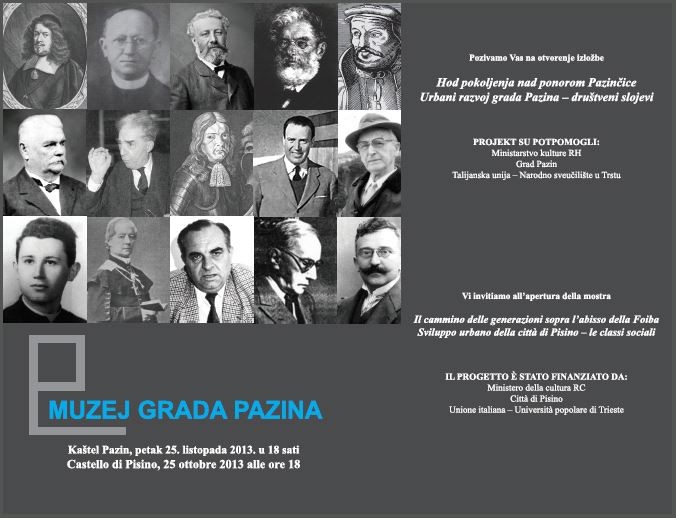 Pozivamo Vas na otvorenje izložbe
Hod pokoljenja nad ponorom Pazinčice
Urbani razvoj grada Pazina – društveni slojevi
PROJEKT SU POTPOMOGLI:
Ministarstvo kulture RH
Grad Pazin
Talijanska unija – Narodno sveučilište u Trstu
Vi invitiamo all'apertura della mostra
Il cammino delle generazioni sopra l'abisso della Foiba
Sviluppo urbano della città di Pisino – le classi sociali
IL PROGETTO È STATO FINANZIATO DA:
Ministero della cultura RC
Città di Pisino
Unione italiana – Università popolare di Trieste
MUZEJ GRADA PAZINA
Kaštel Pazin, petak 25. listopada 2013. u 18 sati
Castello di Pisino, 25 ottobre 2013 alle ore 18